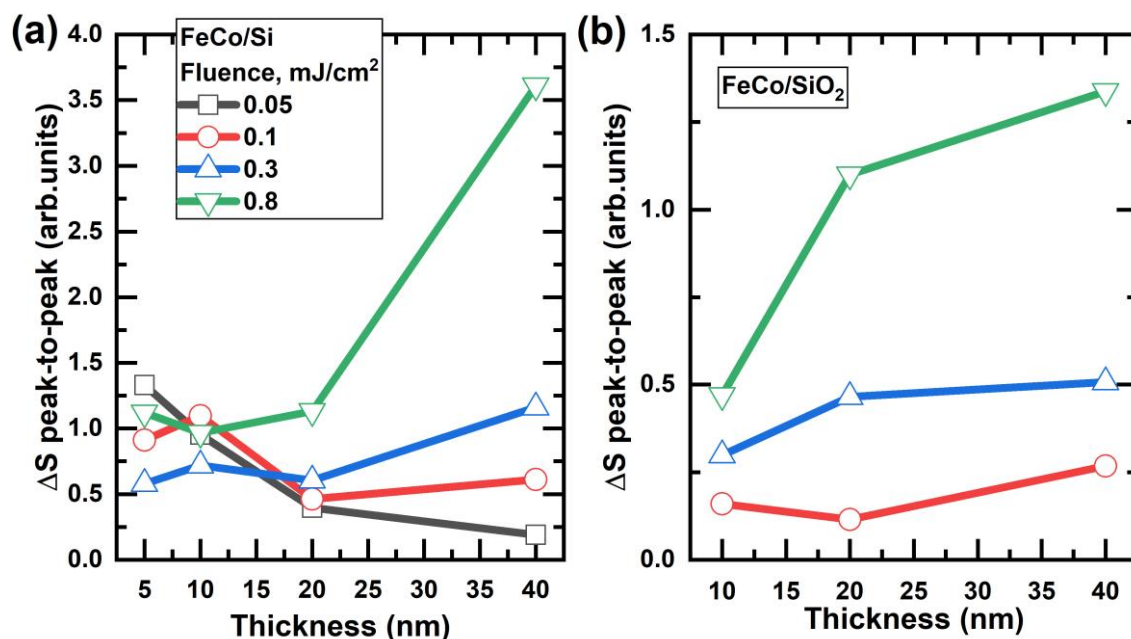 (a)
FeCo/Si
Fluence, mJ/cm²
0.05
0.1
0.3
0.8
4.0
3.5
3.0
2.5
2.0
1.5
1.0
0.5
0.0
ΔS peak-to-peak (arb.units)
5 10 15 20 25 30 35 40
Thickness (nm)
(b)
FeCo/SiO₂
1.5
1.0
0.5
0.0
ΔS peak-to-peak (arb.units)
10 15 20 25 30 35 40
Thickness (nm)